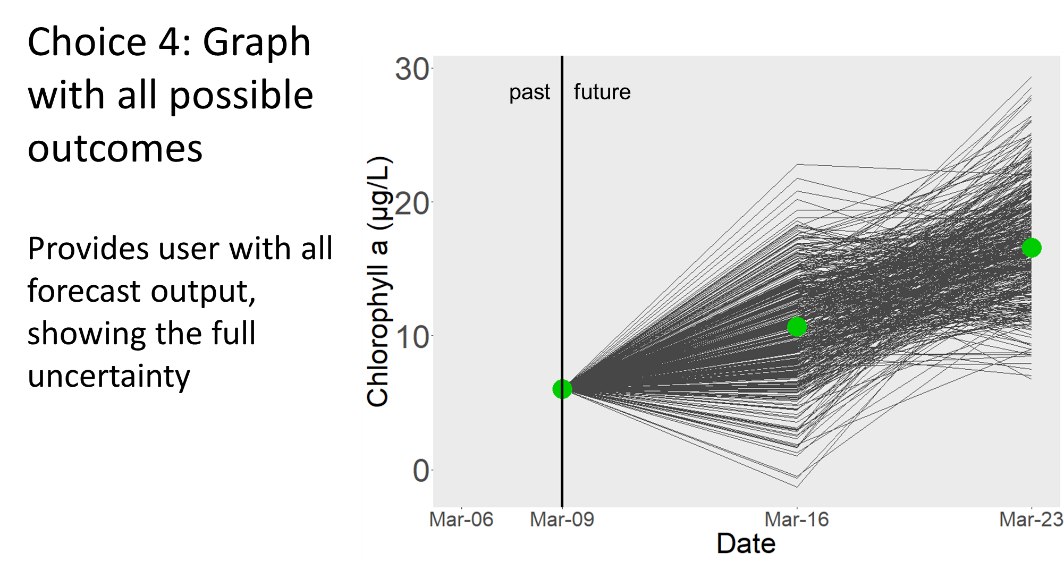 Choice 4: Graph
with all possible
outcomes
Provides user with all
forecast output,
showing the full
uncertainty
past
future
Chlorophyll a (µg/L)
30
20
10
0
Mar-06
Mar-09
Mar-16
Mar-23
Date